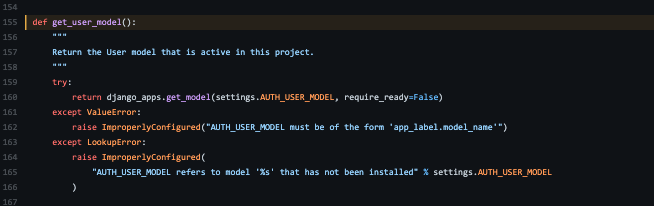 154
155 def get_user_model():
156     """
157     Return the User model that is active in this project.
158     """
159     try:
160         return django_apps.get_model(settings.AUTH_USER_MODEL, require_ready=False)
161     except ValueError:
162         raise ImproperlyConfigured("AUTH_USER_MODEL must be of the form 'app_label.model_name'")
163     except LookupError:
164         raise ImproperlyConfigured(
165             "AUTH_USER_MODEL refers to model '%s' that has not been installed" % settings.AUTH_USER_MODEL
166         )
167